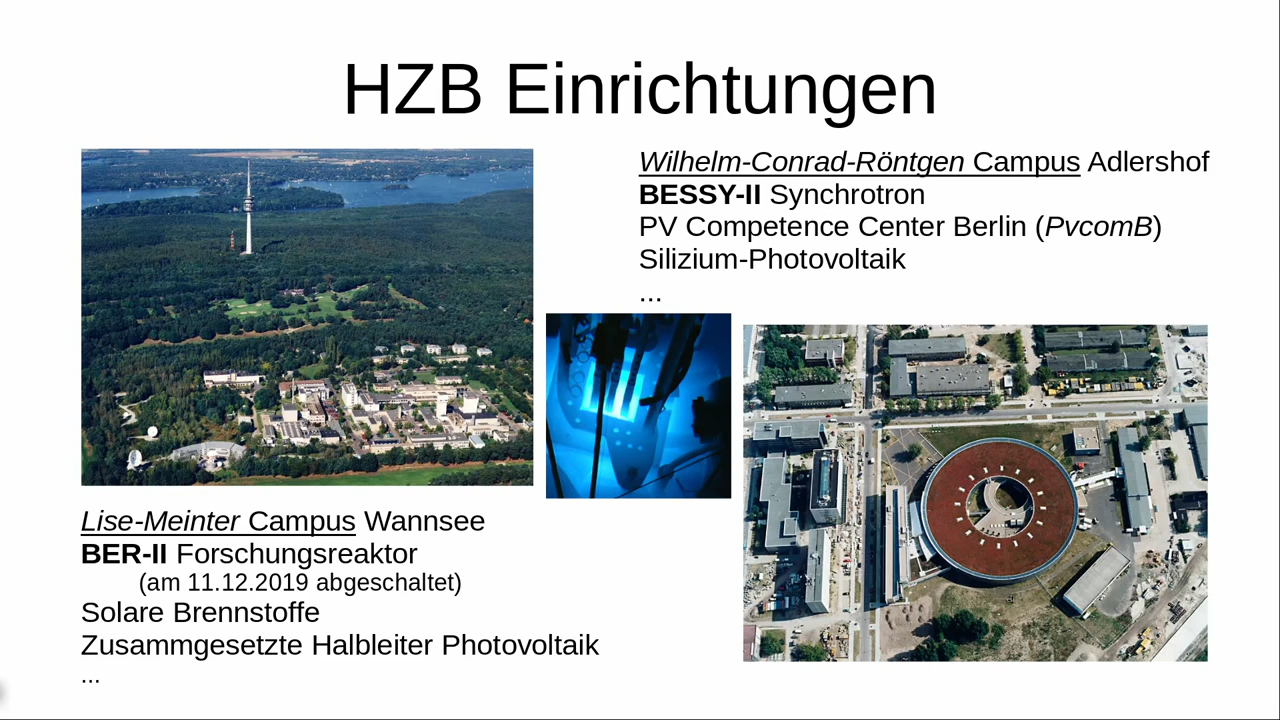 HZB Einrichtungen
Wilhelm-Conrad-Röntgen Campus Adlershof
BESSY-II Synchrotron
PV Competence Center Berlin (PvcomB)
Silizium-Photovoltaik
...
Lise-Meinter Campus Wannsee
BER-II Forschungsreaktor
(am 11.12.2019 abgeschaltet)
Solare Brennstoffe
Zusammgesetzte Halbleiter Photovoltaik
...